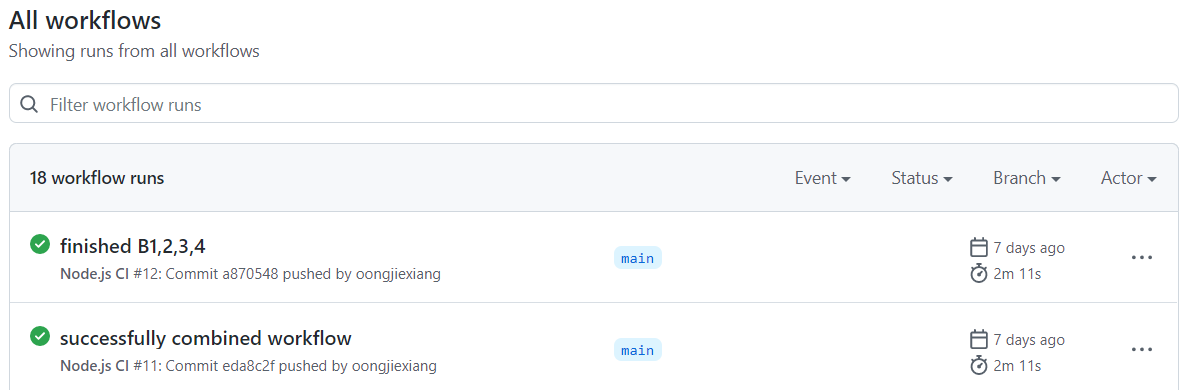 All workflows
Showing runs from all workflows
Filter workflow runs
18 workflow runs Event Status Branch Actor
finished B1,2,3,4
Node.js CI #12: Commit a870548 pushed by oongjiexiang
main
7 days ago
2m 11s
successfully combined workflow
Node.js CI #11: Commit eda8c2f pushed by oongjiexiang
main
7 days ago
2m 11s